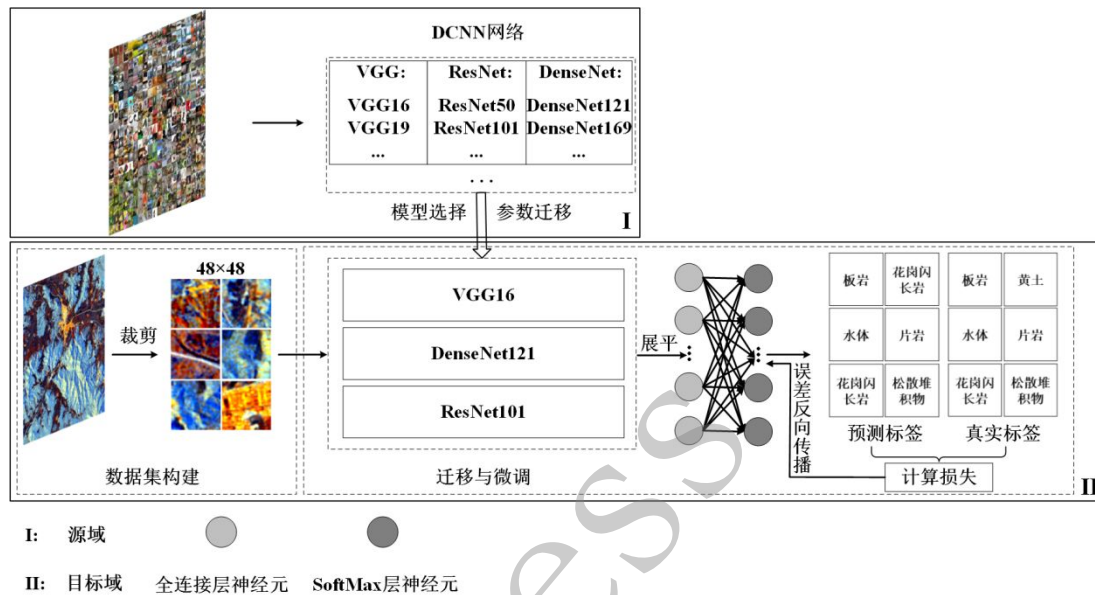 DCNN网络
VGG: ResNet: DenseNet:
VGG16 ResNet50 DenseNet121
VGG19 ResNet101 DenseNet169
... ... ...
...
模型选择 参数迁移
I
48×48
裁剪
数据集构建
VGG16
DenseNet121
ResNet101
迁移与微调
展平
误差反向传播
板岩 花岗闪长岩
水体 片岩
花岗闪长岩 松散堆积物
预测标签
板岩 黄土
水体 片岩
花岗闪长岩 松散堆积物
真实标签
计算损失
II
I: 源域
II: 目标域 全连接层神经元 SoftMax层神经元
ess